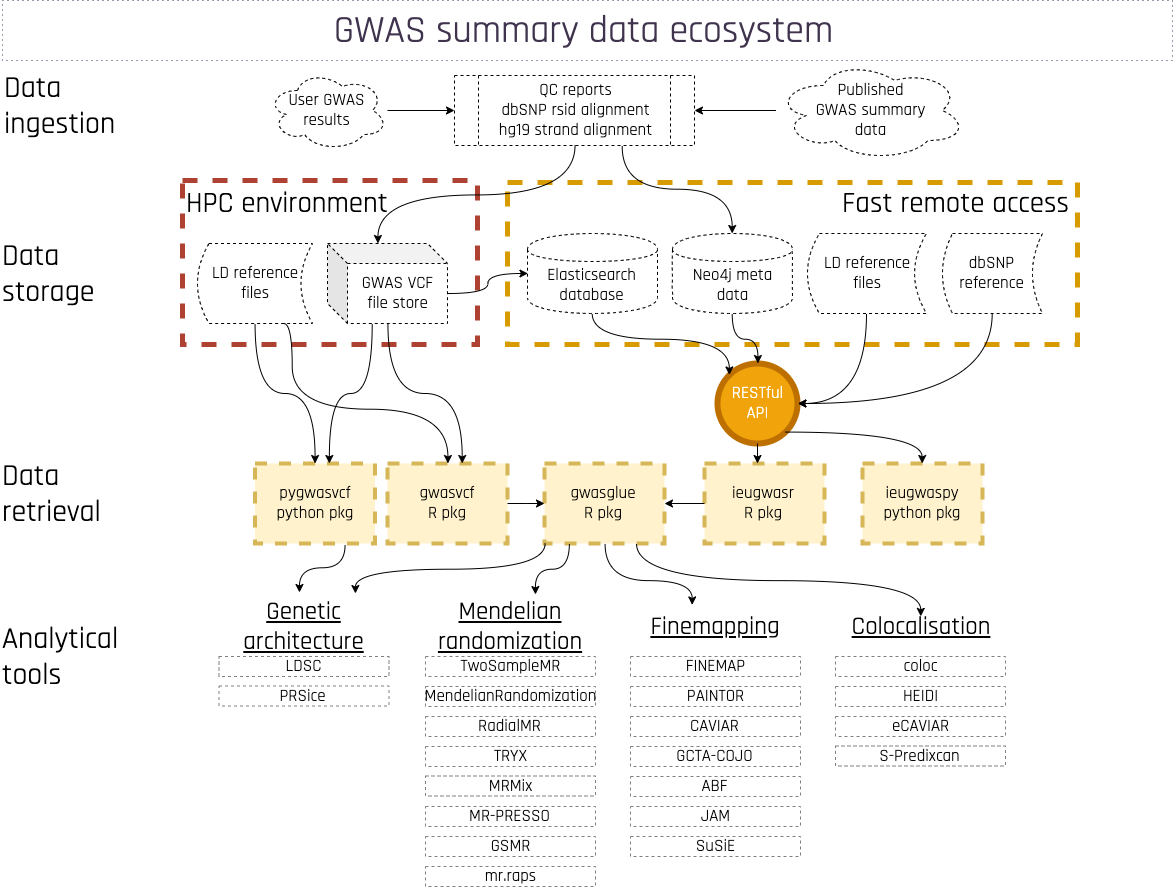 GWAS summary data ecosystem
Data
ingestion
User GWAS
results
QC reports
dbSNP rsid alignment
hg19 strand alignment
Published
GWAS summary
data
HPC environment
Fast remote access
Data
storage
LD reference
files
GWAS VCF
file store
Elasticsearch
database
Neo4j meta
data
LD reference
files
dbSNP
reference
RESTful
API
Data
retrieval
pygwasvcf
python pkg
gwasvcf
R pkg
gwasglue
R pkg
ieugwasr
R pkg
ieugwaspy
python pkg
Analytical
tools
Genetic
architecture
LDSC
PRSice
Mendelian
randomization
TwoSampleMR
MendelianRandomization
RadialMR
TRYX
MRMix
MR-PRESSO
GSMR
mr.raps
Finemapping
FINEMAP
PAINTOR
CAVIAR
GCTA-COJO
ABF
JAM
SuSiE
Colocalisation
coloc
HEIDI
eCAVIAR
S-Predixcan